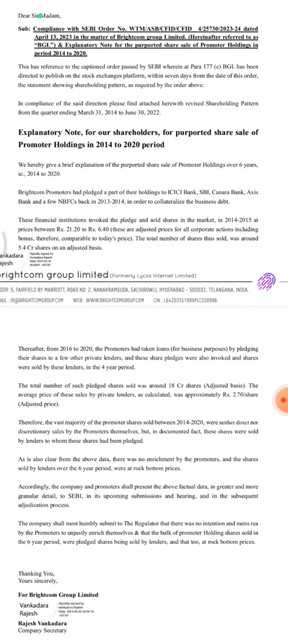 Dear Sir/Madam,
Sub: Compliance with SEBI Order No. WTM/ASB/CFID/CFID_4/25730/2023-24 dated
April 13, 2023 in the matter of Brightcom group Limited. (Hereinafter referred to as
"BGL") & Explanatory Note for the purported share sale of Promoter Holdings in
period 2014 to 2020.
This has reference to the captioned order passed by SEBI wherein at Para 177 (c) BGL has been
directed to publish on the stock exchanges platform, within seven days from the date of this order,
the statement showing shareholding pattern, as required by the above order.
In compliance of the said direction please find attached herewith revised Shareholding Pattern
from the quarter ending March 31, 2014 to June 30, 2022.
Explanatory Note, for our shareholders, for purported share sale of
Promoter Holdings in 2014 to 2020 period
We hereby give a brief explanation of the purported share sale of Promoter Holdings over 6 years,
ie., 2014 to 2020.
Brightcom Promoters had pledged a part of their holdings to ICICI Bank, SBI, Canara Bank, Axis
Bank and a few NBFCs back in 2013-2014, in order to collateralize the business debt.
These financial institutions invoked the pledge and sold shares in the market, in 2014-2015 at
prices between Rs. 21.20 to Rs. 6.40 (these are adjusted prices for all corporate actions including
bonus, therefore, comparable to today's price). The total number of shares thus sold, was around
5.4 Cr shares on an adjusted basis.
Vankadara
Rajesh
brightcom group limited (Formerly Lycos Internet Limited)
FLOOR: 5, FAIRFIELD BY MARRIOTT, ROAD NO: 2, NANAKRAMGUDA, GACHIBOWLI, HYDERABAD - 500032, TELANGANA, INDIA.
MAIL: IR@BRIGHTCOMGROUP.COM WEB: WWW.BRIGHTCOMGROUP.COM CIN: L64203TG1999PLC030996
Thereafter, from 2016 to 2020, the Promoters had taken loans (for business purposes) by pledging
their shares to a few other private lenders, and these share pledges were also invoked and shares
were sold by these lenders, in the 4 year period.
The total number of such pledged shares sold was around 18 Cr shares (Adjusted basis). The
average price of these sales by private lenders, as calculated, was approximately Rs. 2.70/share
(Adjusted price).
Therefore, the vast majority of the promoter shares sold between 2014-2020, were neither direct nor
discretionary sales by the Promoters themselves, but, in documented fact, these shares were sold
by lenders to whom these shares had been pledged.
As is also clear from the above data, there was no enrichment by the promoters, and the shares
sold by lenders over the 6 year period, were at rock bottom prices.
Accordingly, the company and promoters shall present the above factual data, in greater and more
granular detail, to SEBI, in its upcoming submissions and hearing, and in the subsequent
adjudication process.
The company shall most humbly submit to The Regulator that there was no intention and mens rea
by the Promoters to unjustly enrich themselves & that the bulk of promoter Holding shares sold in
the 6 year period, were pledged shares being sold by lenders, and that too, at rock bottom prices.
Thanking You,
Yours sincerely,
For Brightcom Group Limited
Vankadara
Rajesh
Rajesh Vankadara
Company Secretary